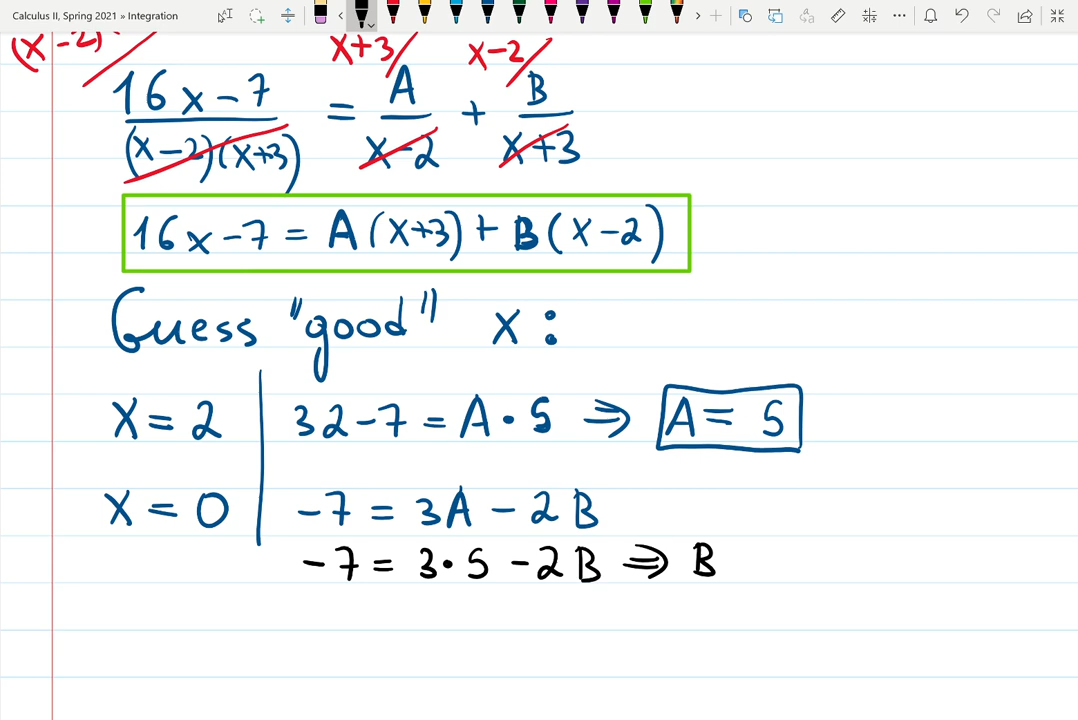 Calculus II, Spring 2021 » Integration
(x-2) x+3 x-2
16x-7 / (x-2)(x+3) = A / x-2 + B / x+3
16x-7 = A(x+3) + B(x-2)
Guess "good" x:
x = 2 | 32-7 = A·5 ⇒ A = 5
x = 0 | -7 = 3A - 2B
-7 = 3·5 - 2B ⇒ B